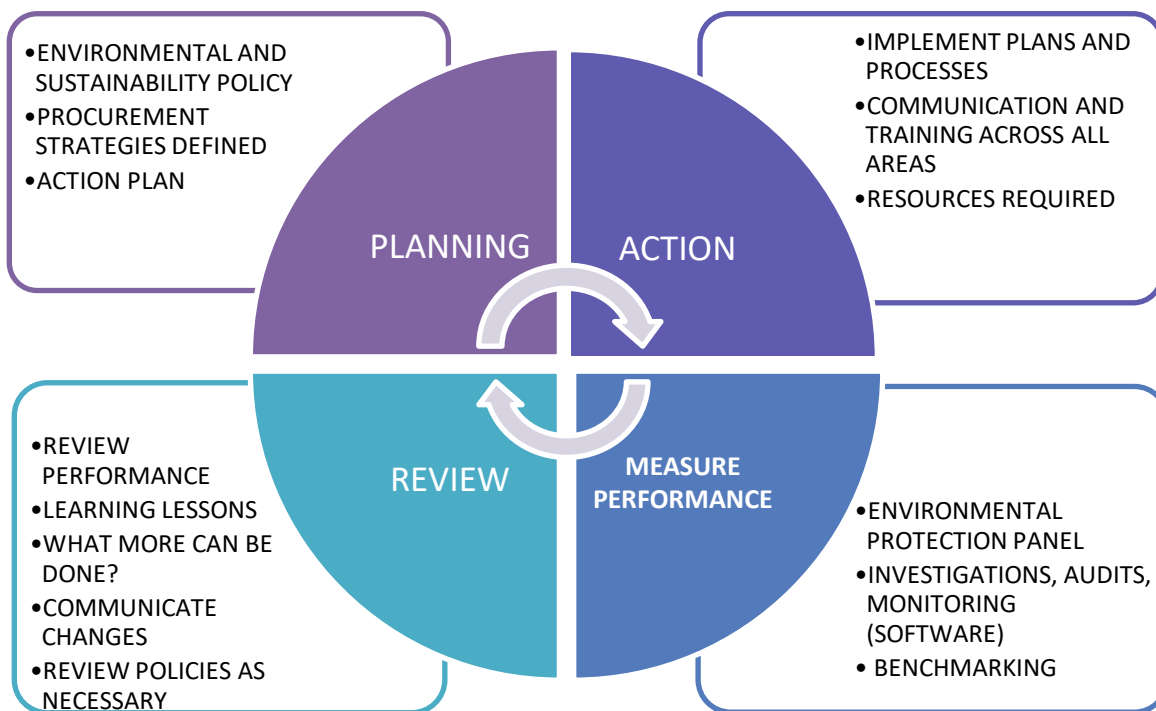 •ENVIRONMENTAL AND
SUSTAINABILITY POLICY
•PROCUREMENT
STRATEGIES DEFINED
•ACTION PLAN
•IMPLEMENT PLANS AND
PROCESSES
•COMMUNICATION AND
TRAINING ACROSS ALL
AREAS
•RESOURCES REQUIRED
PLANNING
ACTION
REVIEW
MEASURE
PERFORMANCE
•REVIEW
PERFORMANCE
•LEARNING LESSONS
•WHAT MORE CAN BE
DONE?
•COMMUNICATE
CHANGES
•REVIEW POLICIES AS
NECESSARY
•ENVIRONMENTAL
PROTECTION PANEL
•INVESTIGATIONS, AUDITS,
MONITORING
(SOFTWARE)
• BENCHMARKING